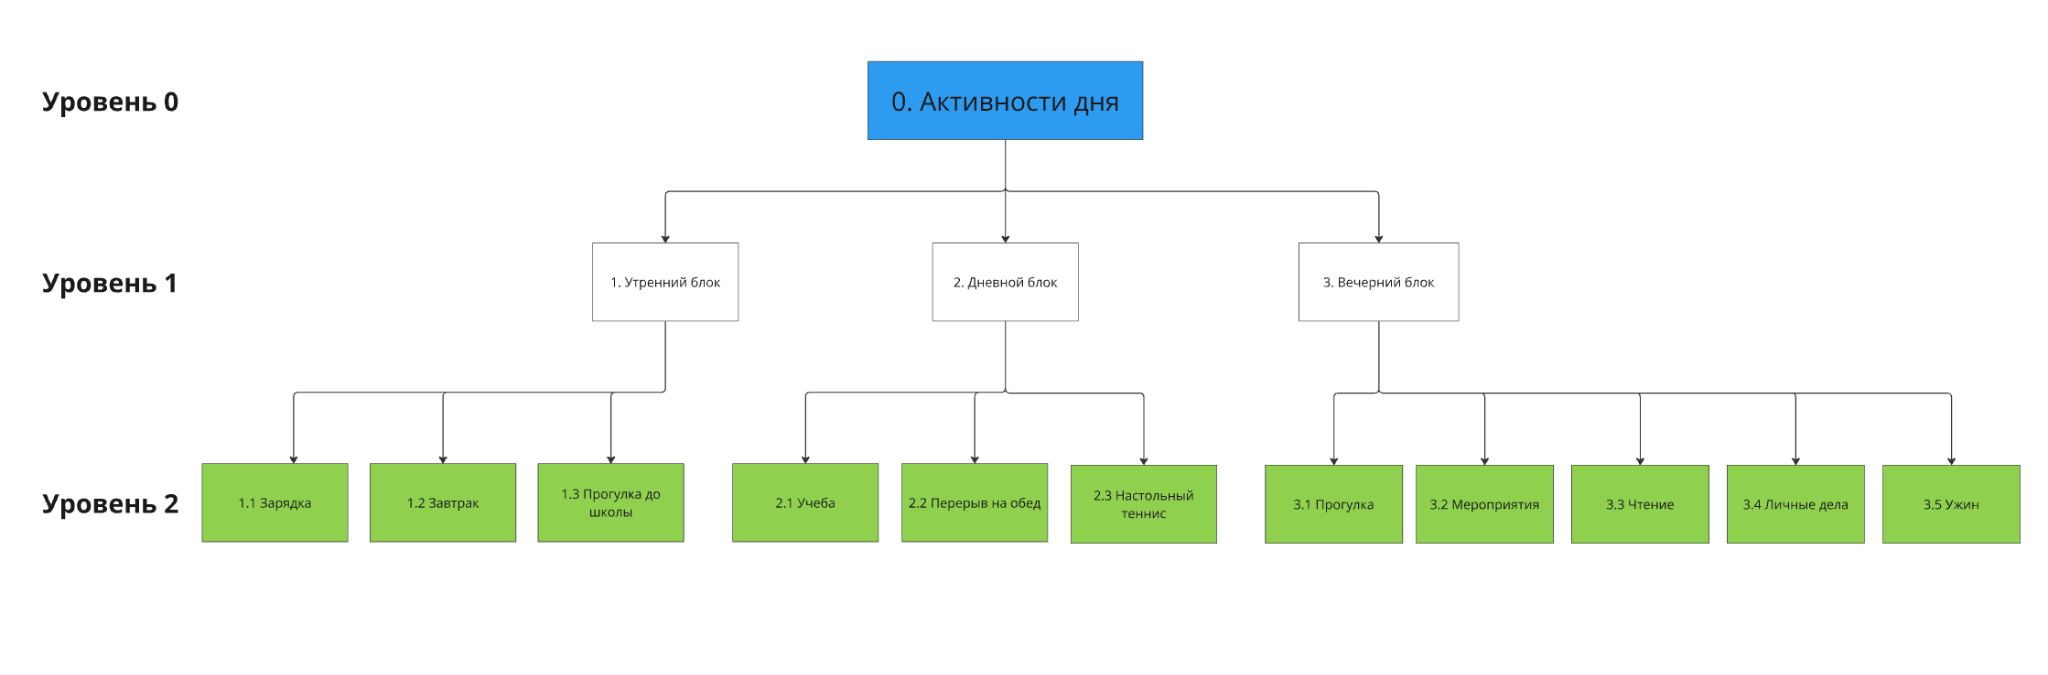 Уровень 0
0. Активности дня
Уровень 1
1. Утренний блок
2. Дневной блок
3. Вечерний блок
Уровень 2
1.1 Зарядка
1.2 Завтрак
1.3 Прогулка до
школы
2.1 Учеба
2.2 Перерыв на обед
2.3 Настольный
теннис
3.1 Прогулка
3.2 Мероприятия
3.3 Чтение
3.4 Личные дела
3.5 Ужин